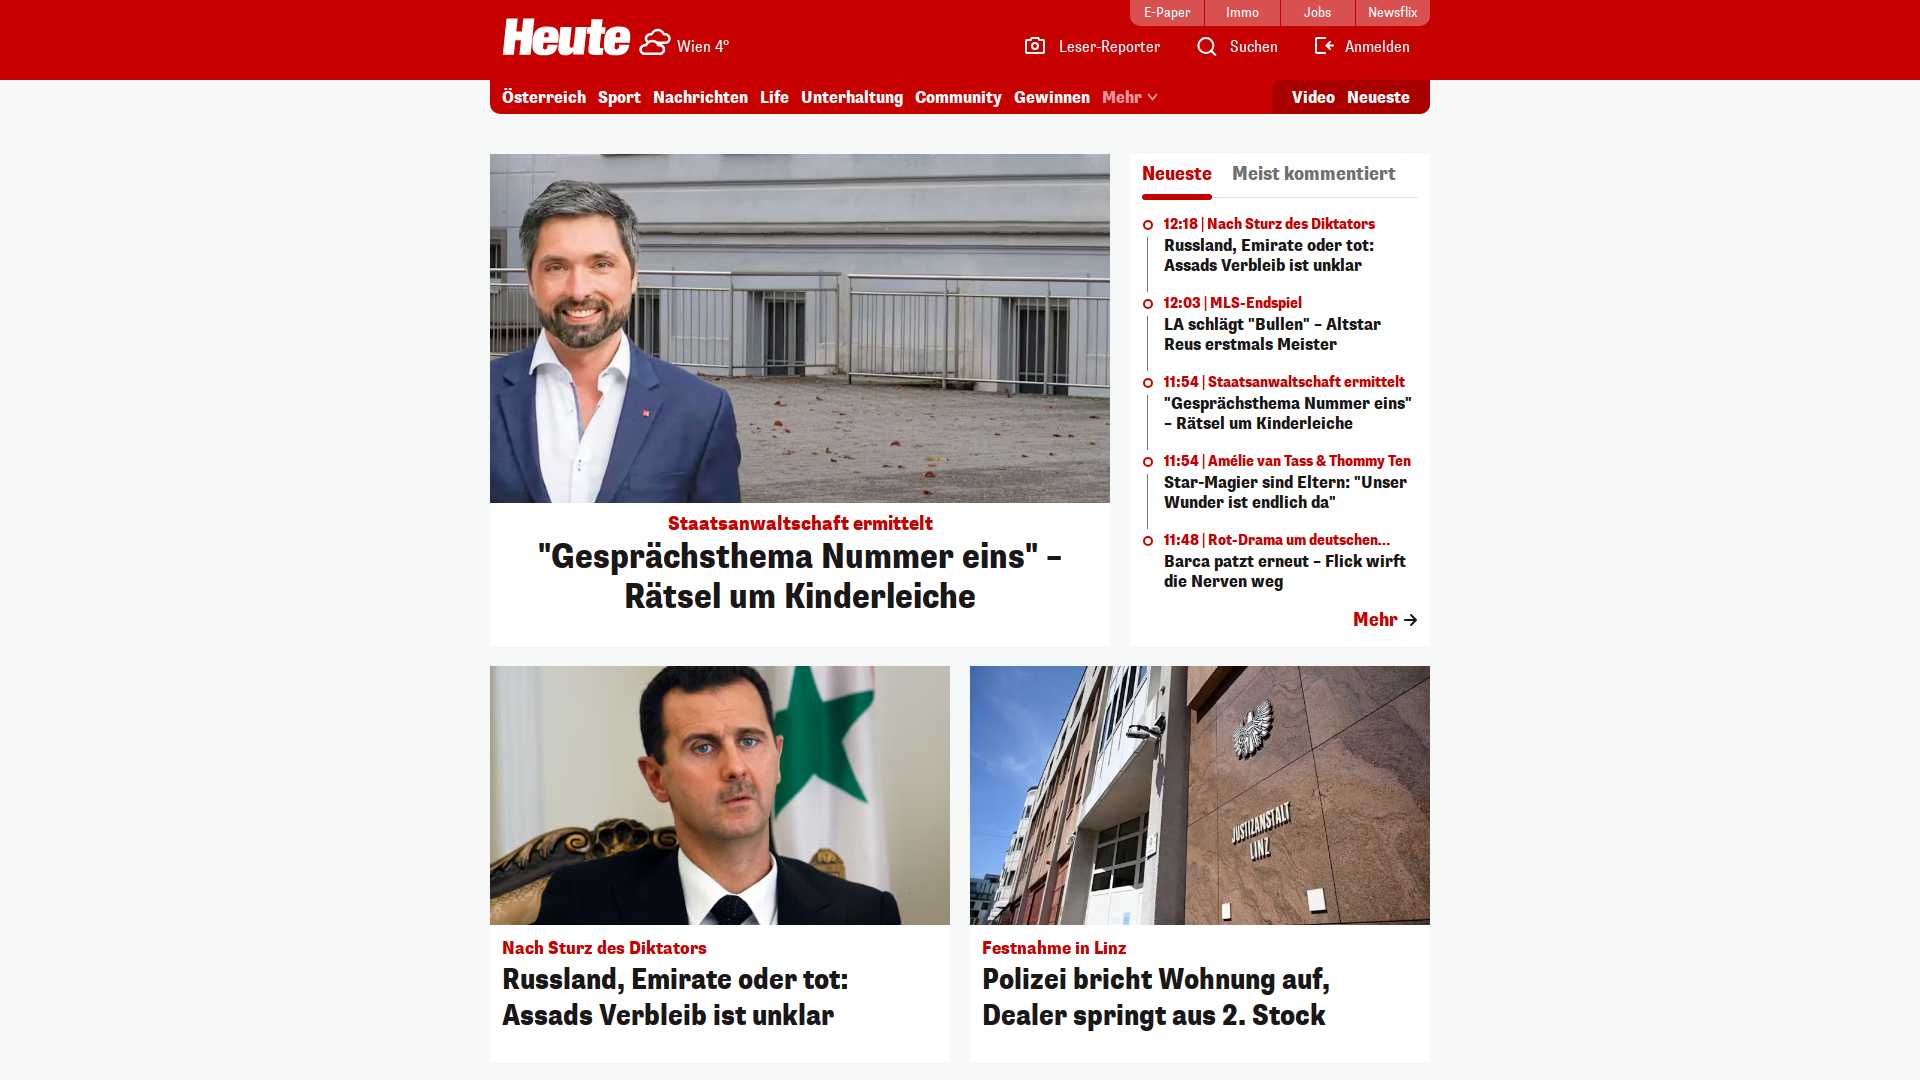 E-Paper
Immo
Jobs
Newsflix
Heute
Wien 4°
Leser-Reporter
Suchen
Anmelden
Österreich
Sport
Nachrichten
Life
Unterhaltung
Community
Gewinnen
Mehr
Video
Neueste
Staatsanwaltschaft ermittelt
"Gesprächsthema Nummer eins" –
Rätsel um Kinderleiche
Neueste
Meist kommentiert
12:18 | Nach Sturz des Diktators
Russland, Emirate oder tot:
Assads Verbleib ist unklar
12:03 | MLS-Endspiel
LA schlägt "Bullen" – Altstar
Reus erstmals Meister
11:54 | Staatsanwaltschaft ermittelt
"Gesprächsthema Nummer eins"
– Rätsel um Kinderleiche
11:54 | Amélie van Tass & Thommy Ten
Star-Magier sind Eltern: "Unser
Wunder ist endlich da"
11:48 | Rot-Drama um deutschen...
Barca patzt erneut – Flick wirft
die Nerven weg
Mehr
Nach Sturz des Diktators
Russland, Emirate oder tot:
Assads Verbleib ist unklar
JUSTIZANSTALT
LINZ
Festnahme in Linz
Polizei bricht Wohnung auf,
Dealer springt aus 2. Stock